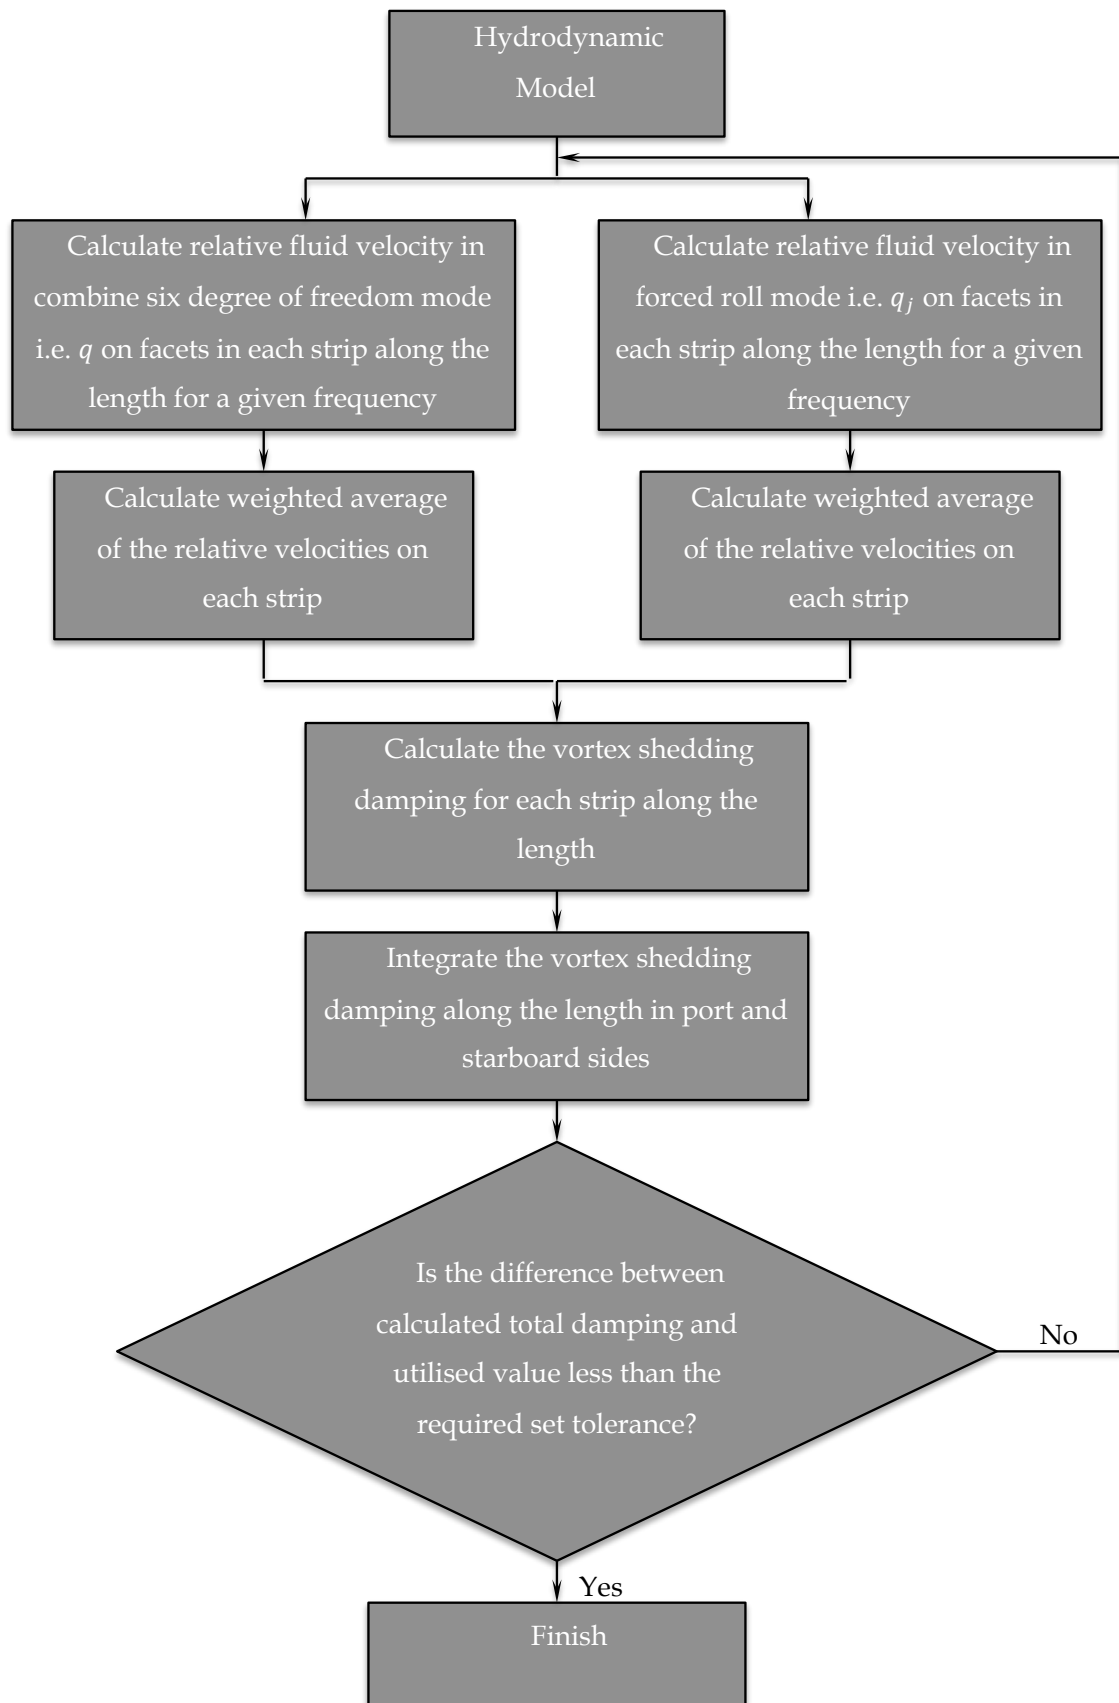 Hydrodynamic
Model
Calculate relative fluid velocity in
combine six degree of freedom mode
i.e. q on facets in each strip along the
length for a given frequency
Calculate relative fluid velocity in
forced roll mode i.e. qⱼ on facets in
each strip along the length for a given
frequency
Calculate weighted average
of the relative velocities on
each strip
Calculate weighted average
of the relative velocities on
each strip
Calculate the vortex shedding
damping for each strip along the
length
Integrate the vortex shedding
damping along the length in port and
starboard sides
Is the difference between
calculated total damping and
utilised value less than the
required set tolerance?
No
Yes
Finish